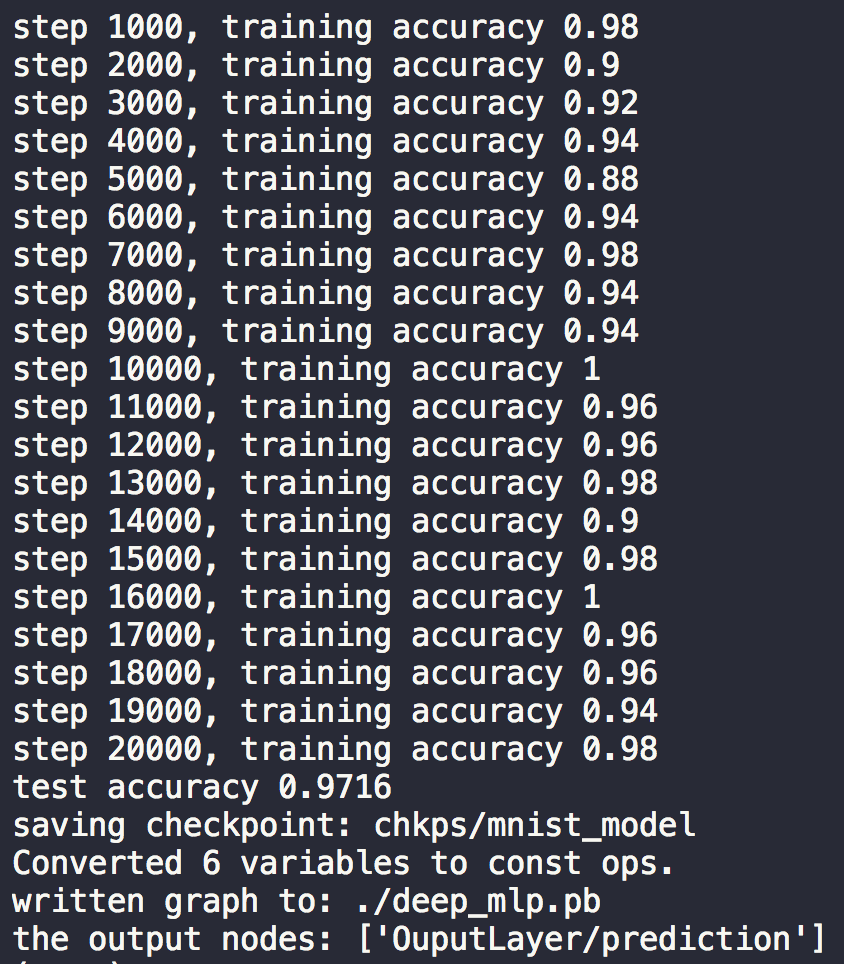 step 1000, training accuracy 0.98
step 2000, training accuracy 0.9
step 3000, training accuracy 0.92
step 4000, training accuracy 0.94
step 5000, training accuracy 0.88
step 6000, training accuracy 0.94
step 7000, training accuracy 0.98
step 8000, training accuracy 0.94
step 9000, training accuracy 0.94
step 10000, training accuracy 1
step 11000, training accuracy 0.96
step 12000, training accuracy 0.96
step 13000, training accuracy 0.98
step 14000, training accuracy 0.9
step 15000, training accuracy 0.98
step 16000, training accuracy 1
step 17000, training accuracy 0.96
step 18000, training accuracy 0.96
step 19000, training accuracy 0.94
step 20000, training accuracy 0.98
test accuracy 0.9716
saving checkpoint: chkps/mnist_model
Converted 6 variables to const ops.
written graph to: ./deep_mlp.pb
the output nodes: ['OuputLayer/prediction']